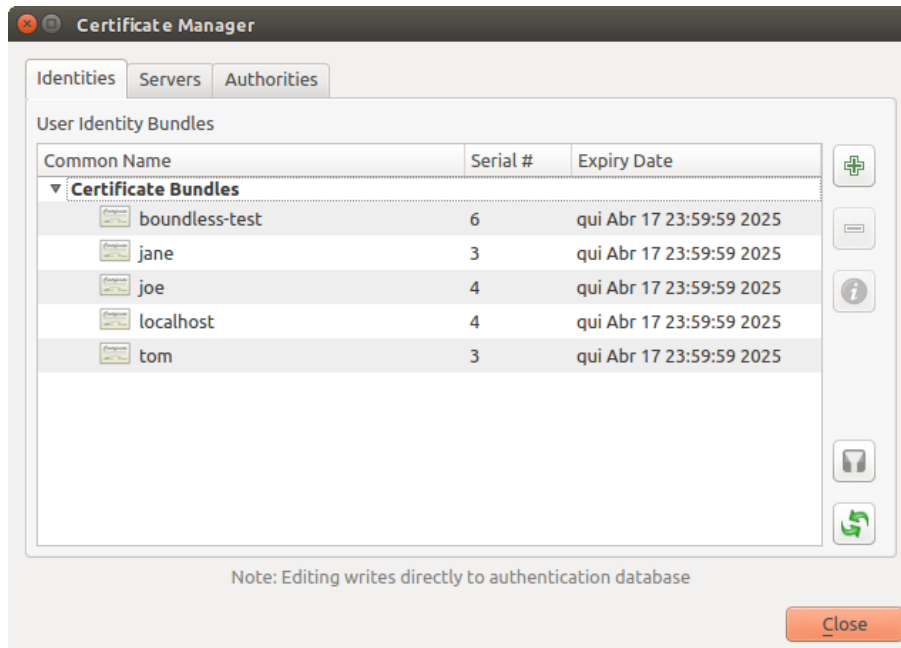 Certificate Manager
Identities Servers Authorities
User Identity Bundles
Common Name Serial # Expiry Date
Certificate Bundles
boundless-test 6 qui Abr 17 23:59:59 2025
jane 3 qui Abr 17 23:59:59 2025
joe 4 qui Abr 17 23:59:59 2025
localhost 4 qui Abr 17 23:59:59 2025
tom 3 qui Abr 17 23:59:59 2025
Note: Editing writes directly to authentication database
Close